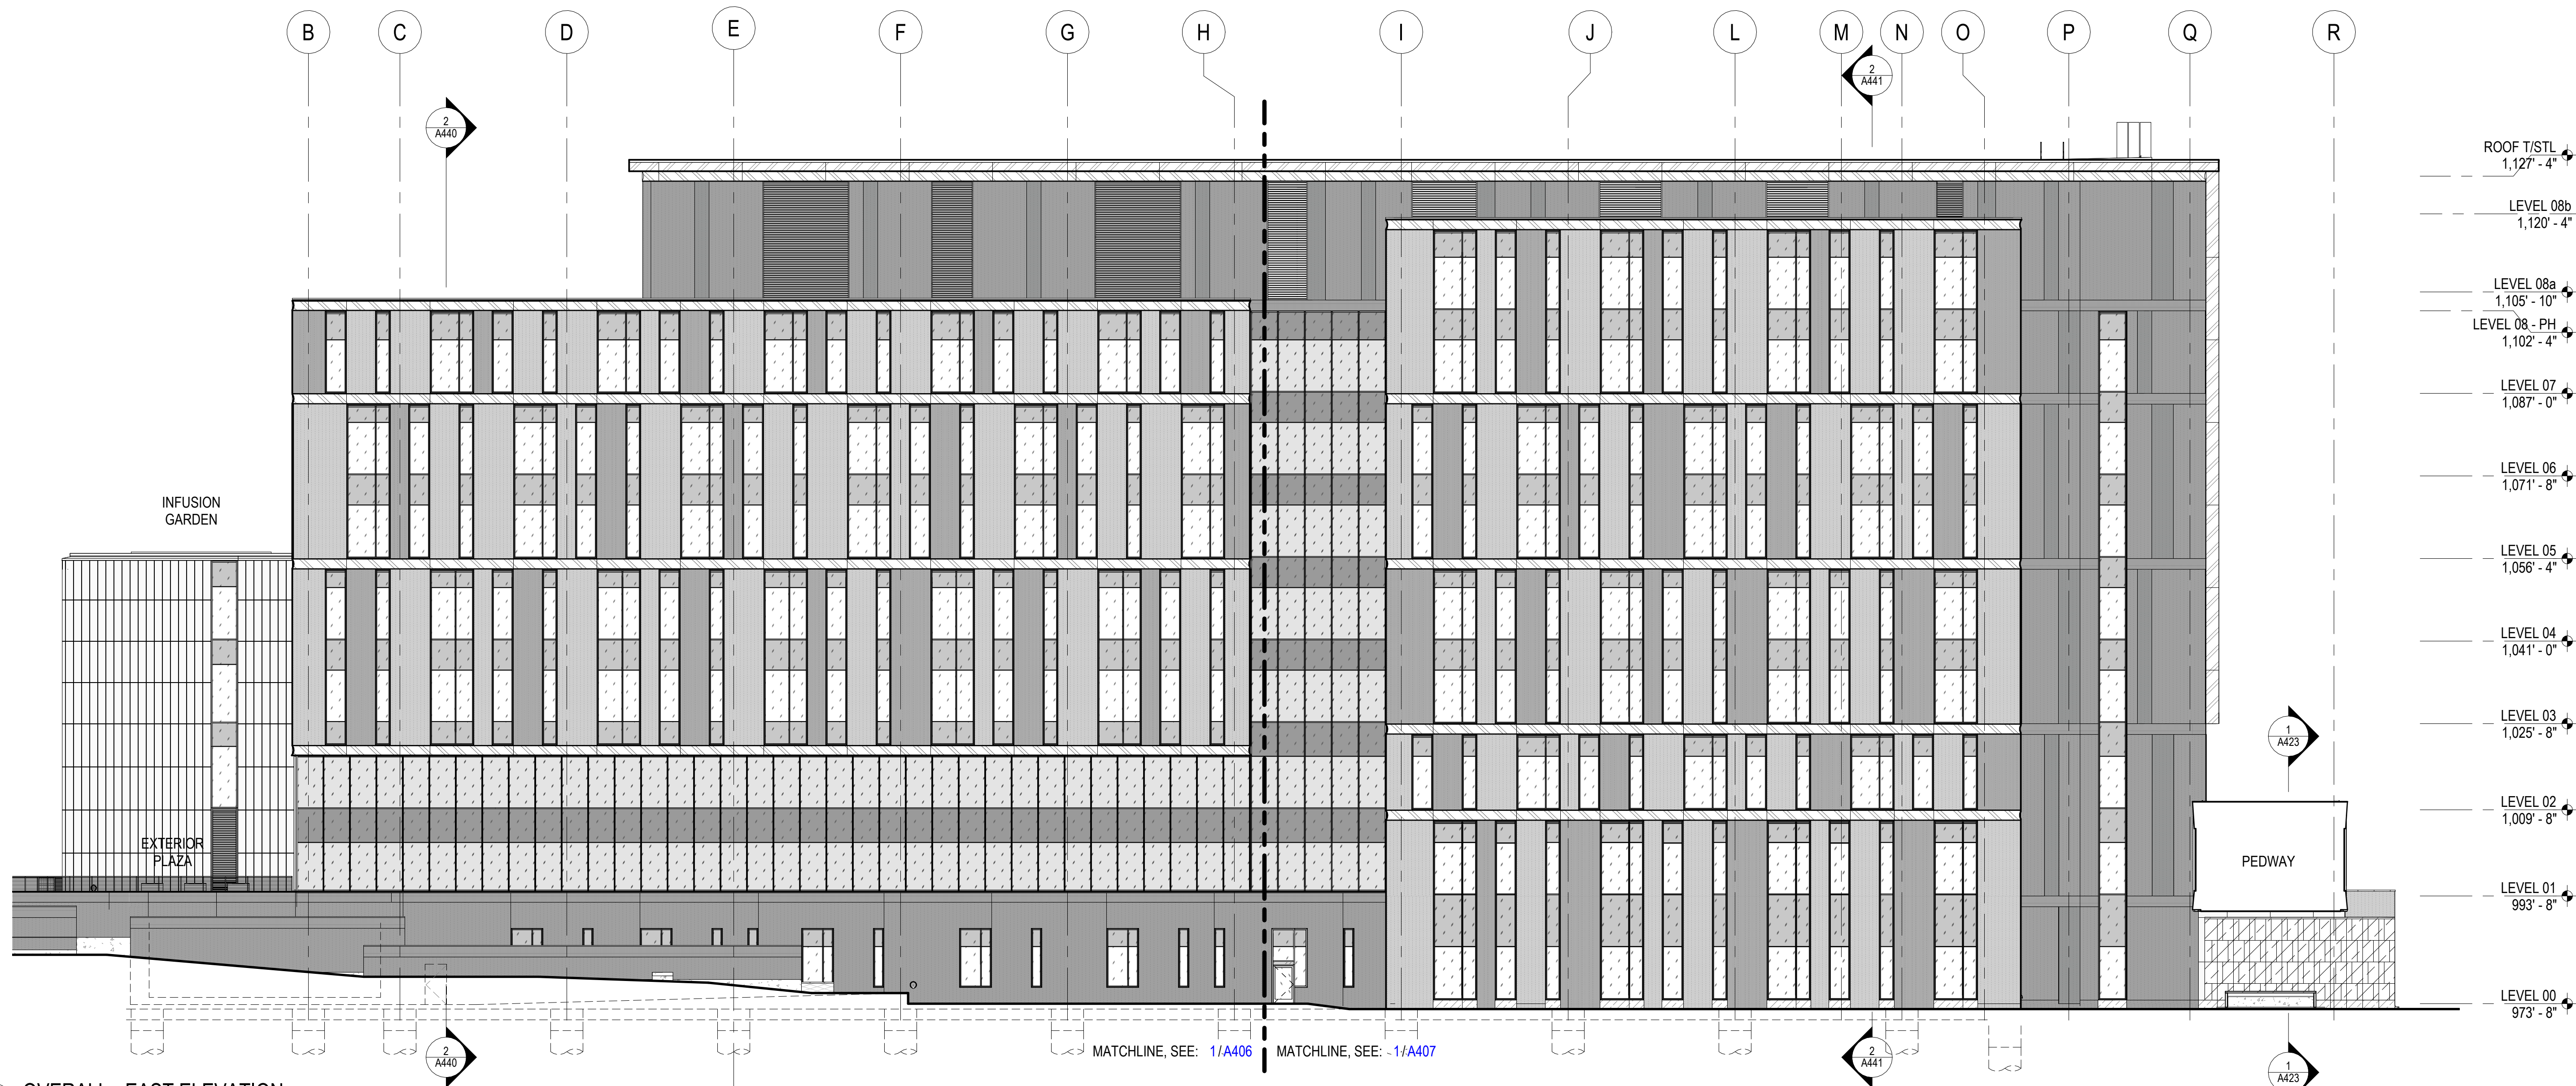 B
C
D
E
F
G
H
I
J
L
M
N
O
P
Q
R
2
A441
2
A440
ROOF T/STL
1,127' - 4"
LEVEL 08b
1,120' - 4"
LEVEL 08a
1,105' - 10"
LEVEL 08 - PH
1,102' - 4"
LEVEL 07
1,087' - 0"
LEVEL 06
1,071' - 8"
INFUSION
GARDEN
LEVEL 05
1,056' - 4"
LEVEL 04
1,041' - 0"
LEVEL 03
1,025' - 8"
1
A423
LEVEL 02
1,009' - 8"
EXTERIOR
PLAZA
PEDWAY
LEVEL 01
993' - 8"
LEVEL 00
973' - 8"
2
A440
MATCHLINE, SEE: 1 / A406
MATCHLINE, SEE: 1 / A407
2
A441
1
A423
OVERALL - EAST ELEVATION